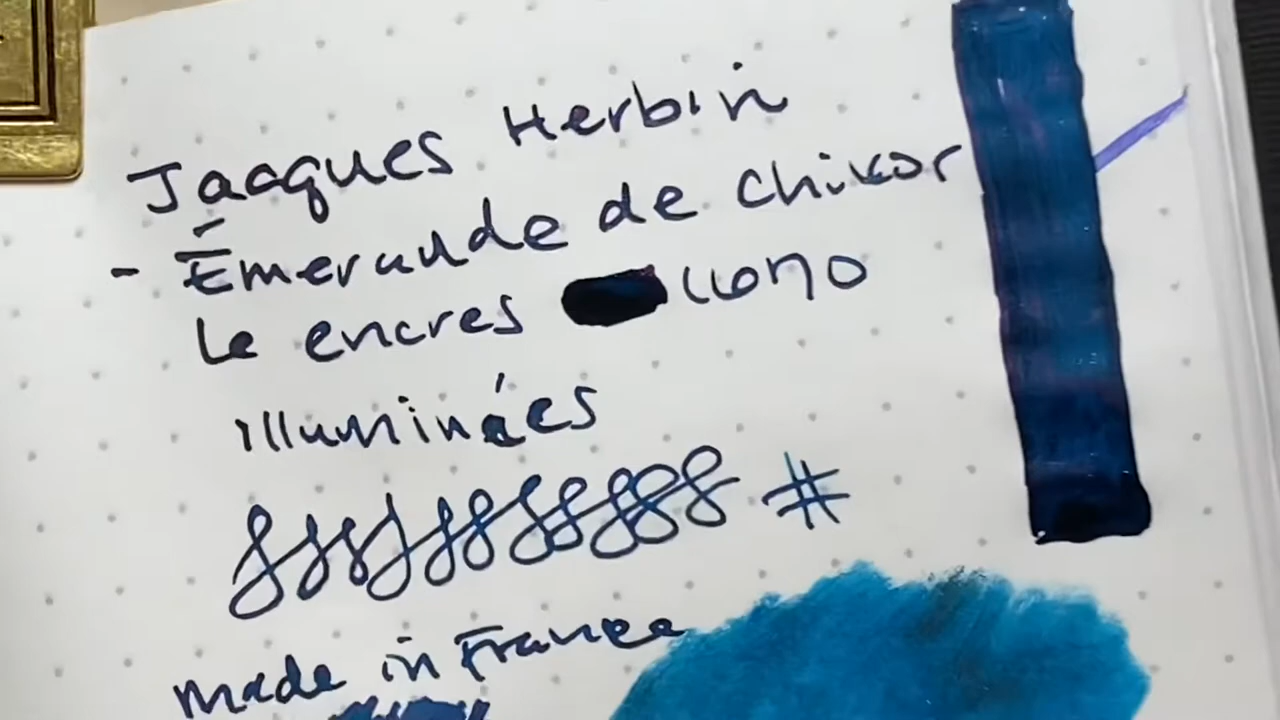 Jacques Herbin
- Émeraude de Chivor
Le encres
illuminées
#
made in France